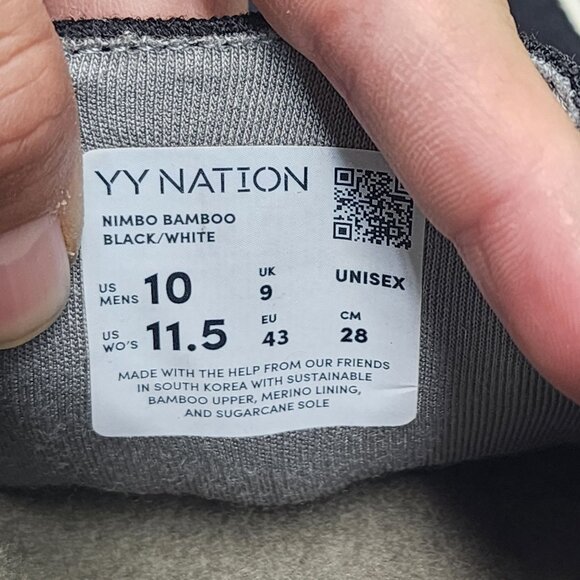 YY NATION
NIMBO BAMBOO
BLACK/WHITE
US MENS 10 UK 9 UNISEX
US WO'S 11.5 EU 43 CM 28
MADE WITH THE HELP FROM OUR FRIENDS
IN SOUTH KOREA WITH SUSTAINABLE
BAMBOO UPPER, MERINO LINING,
AND SUGARCANE SOLE